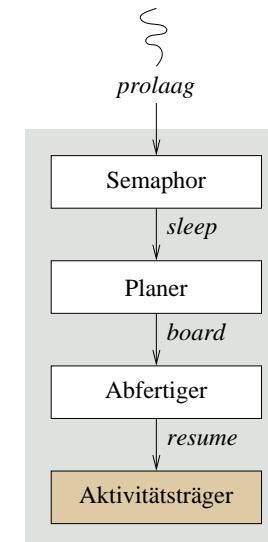 prolaag
Semaphor
sleep
Planer
board
Abfertiger
resume
Aktivitätsträger